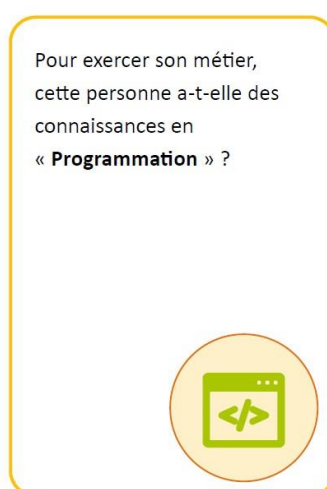 Pour exercer son métier,
cette personne a-t-elle des
connaissances en
« Programmation » ?
</>